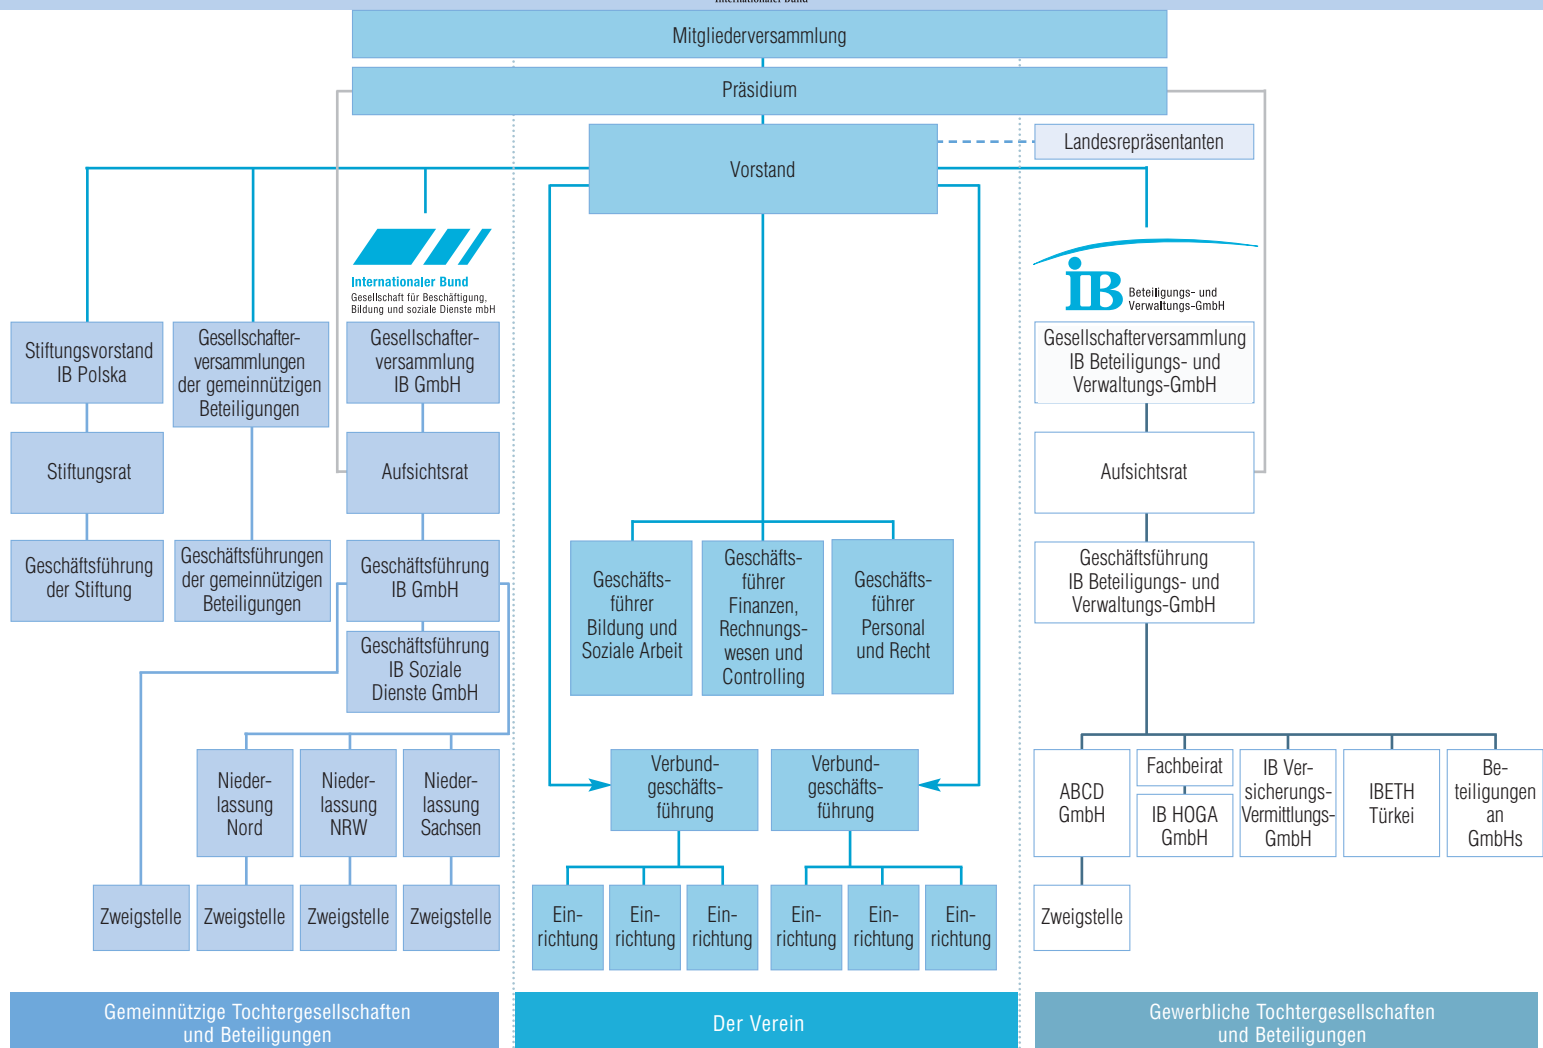 Internationaler Bund
Mitgliederversammlung
Präsidium
Vorstand
Landesrepräsentanten
Internationaler Bund
Gesellschaft für Beschäftigung,
Bildung und soziale Dienste mbH
iB
Beteiligungs- und
Verwaltungs-GmbH
Stiftungsvorstand
IB Polska
Gesellschafter-
versammlungen
der gemeinnützigen
Beteiligungen
Gesellschafter-
versammlung
IB GmbH
Gesellschafterversammlung
IB Beteiligungs- und
Verwaltungs-GmbH
Stiftungsrat
Aufsichtsrat
Aufsichtsrat
Geschäftsführung
der Stiftung
Geschäftsführungen
der gemeinnützigen
Beteiligungen
Geschäftsführung
IB GmbH
Geschäftsführung
IB Soziale
Dienste GmbH
Geschäfts-
führer
Bildung und
Soziale Arbeit
Geschäfts-
führer
Finanzen,
Rechnungs-
wesen und
Controlling
Geschäfts-
führer
Personal
und Recht
Geschäftsführung
IB Beteiligungs- und
Verwaltungs-GmbH
Nieder-
lassung
Nord
Nieder-
lassung
NRW
Nieder-
lassung
Sachsen
Verbund-
geschäfts-
führung
Verbund-
geschäfts-
führung
ABCD
GmbH
Fachbeirat
IB HOGA
GmbH
IB Ver-
sicherungs-
Vermittlungs-
GmbH
IBETH
Türkei
Be-
teiligungen
an
GmbHs
Zweigstelle
Zweigstelle
Zweigstelle
Zweigstelle
Ein-
richtung
Ein-
richtung
Ein-
richtung
Ein-
richtung
Ein-
richtung
Ein-
richtung
Zweigstelle
Gemeinnützige Tochtergesellschaften
und Beteiligungen
Der Verein
Gewerbliche Tochtergesellschaften
und Beteiligungen